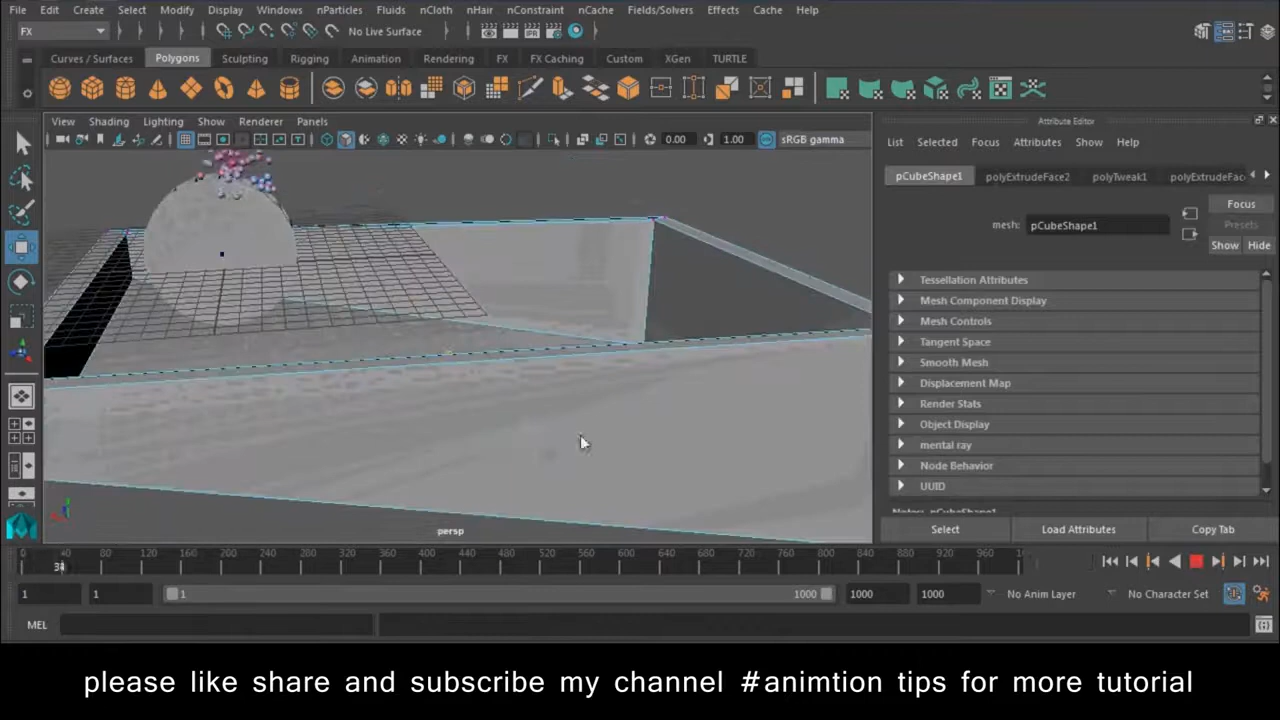 File Edit Create Select Modify Display Windows nParticles Fluids nCloth nHair nConstraint nCache Fields/Solvers Effects Cache Help
FX No Live Surface
Curves / Surfaces Polygons Sculpting Rigging Animation Rendering FX FX Caching Custom XGen TURTLE
View Shading Lighting Show Renderer Panels
0.00 1.00 sRGB gamma
Attribute Editor
List Selected Focus Attributes Show Help
pCubeShape1 polyExtrudeFace2 polyTweak1 polyExtrudeFac
Focus
mesh: pCubeShape1
Presets
Show Hide
Tessellation Attributes
Mesh Component Display
Mesh Controls
Tangent Space
Smooth Mesh
Displacement Map
Render Stats
Object Display
mental ray
Node Behavior
UUID
Notes: pCubeShape1
Select Load Attributes Copy Tab
persp
0 40 80 120 160 200 240 280 320 360 400 440 480 520 560 600 640 680 720 760 800 840 880 920 960 1
34
1 1 1 1000 1000 1000 No Anim Layer No Character Set
MEL
please like share and subscribe my channel #animtion tips for more tutorial